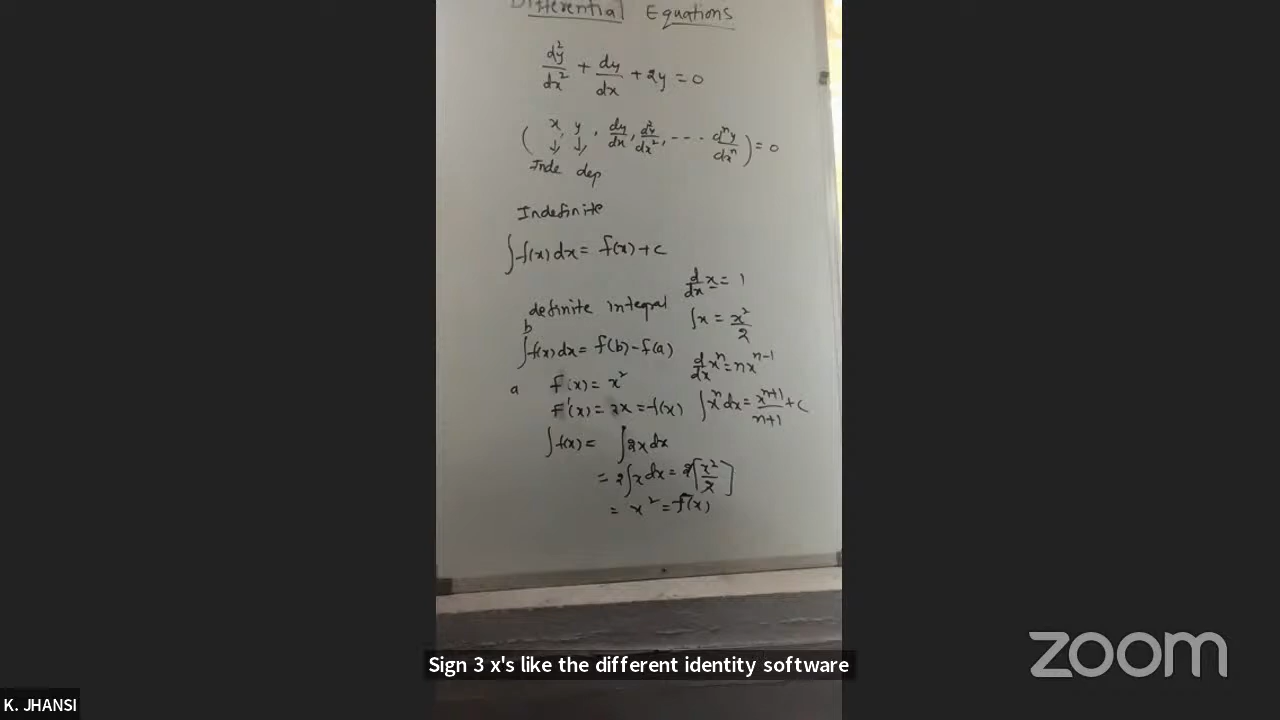 Differential Equations
d²y/dx² + dy/dx + 2y = 0
( x, y, dy/dx, d²y/dx², --- dⁿy/dxⁿ ) = 0
↓ ↓
Inde dep
Indefinite
∫f(x) dx = f(x) + c
d/dx x = 1
definite integral
∫x = x²/2
b
∫f(x) dx = f(b) - f(a)
a
d/dx xⁿ = nxⁿ⁻¹
F(x) = x²
F'(x) = 2x = f(x)
∫xⁿ dx = xⁿ⁺¹/n+1 + c
∫f(x) = ∫2x dx
= 2∫x dx = 2[x²/2]
= x² = F(x)
Sign 3 x's like the different identity software
zoom
K. JHANSI